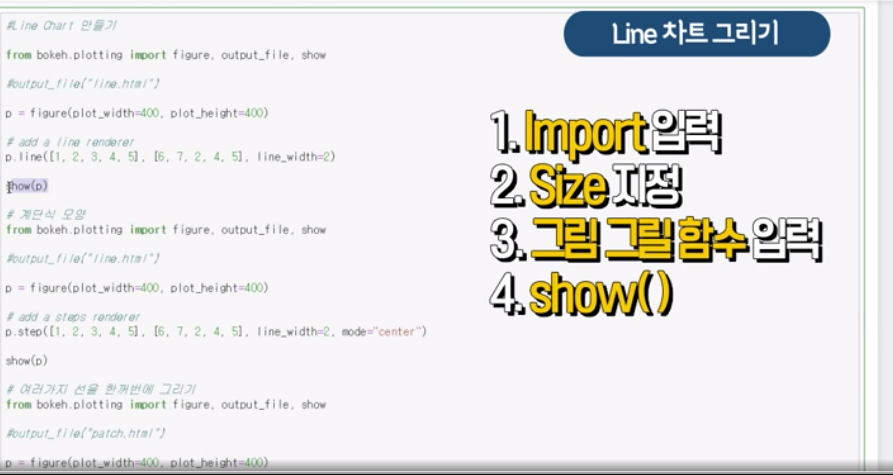 #Line Chart 만들기
from bokeh.plotting import figure, output_file, show
#output_file("line.html")
p = figure(plot_width=400, plot_height=400)
# add a line renderer
p.line([1, 2, 3, 4, 5], [6, 7, 2, 4, 5], line_width=2)
show(p)
# 계단식 모양
from bokeh.plotting import figure, output_file, show
#output_file("line.html")
p = figure(plot_width=400, plot_height=400)
# add a steps renderer
p.step([1, 2, 3, 4, 5], [6, 7, 2, 4, 5], line_width=2, mode="center")
show(p)
# 여러가지 선을 한꺼번에 그리기
from bokeh.plotting import figure, output_file, show
#output_file("patch.html")
p = figure(plot_width=400, plot_height=400)
Line 차트 그리기
1. Import 입력
2. Size 지정
3. 그림 그릴 함수 입력
4. show()